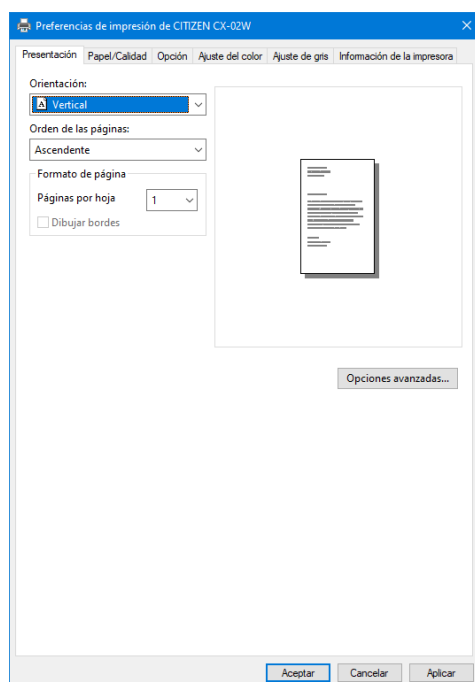 Preferencias de impresión de CITIZEN CX-02W
Presentación Papel/Calidad Opción Ajuste del color Ajuste de gris Información de la impresora
Orientación:
Vertical
Orden de las páginas:
Ascendente
Formato de página
Páginas por hoja 1
Dibujar bordes
Opciones avanzadas...
Aceptar Cancelar Aplicar